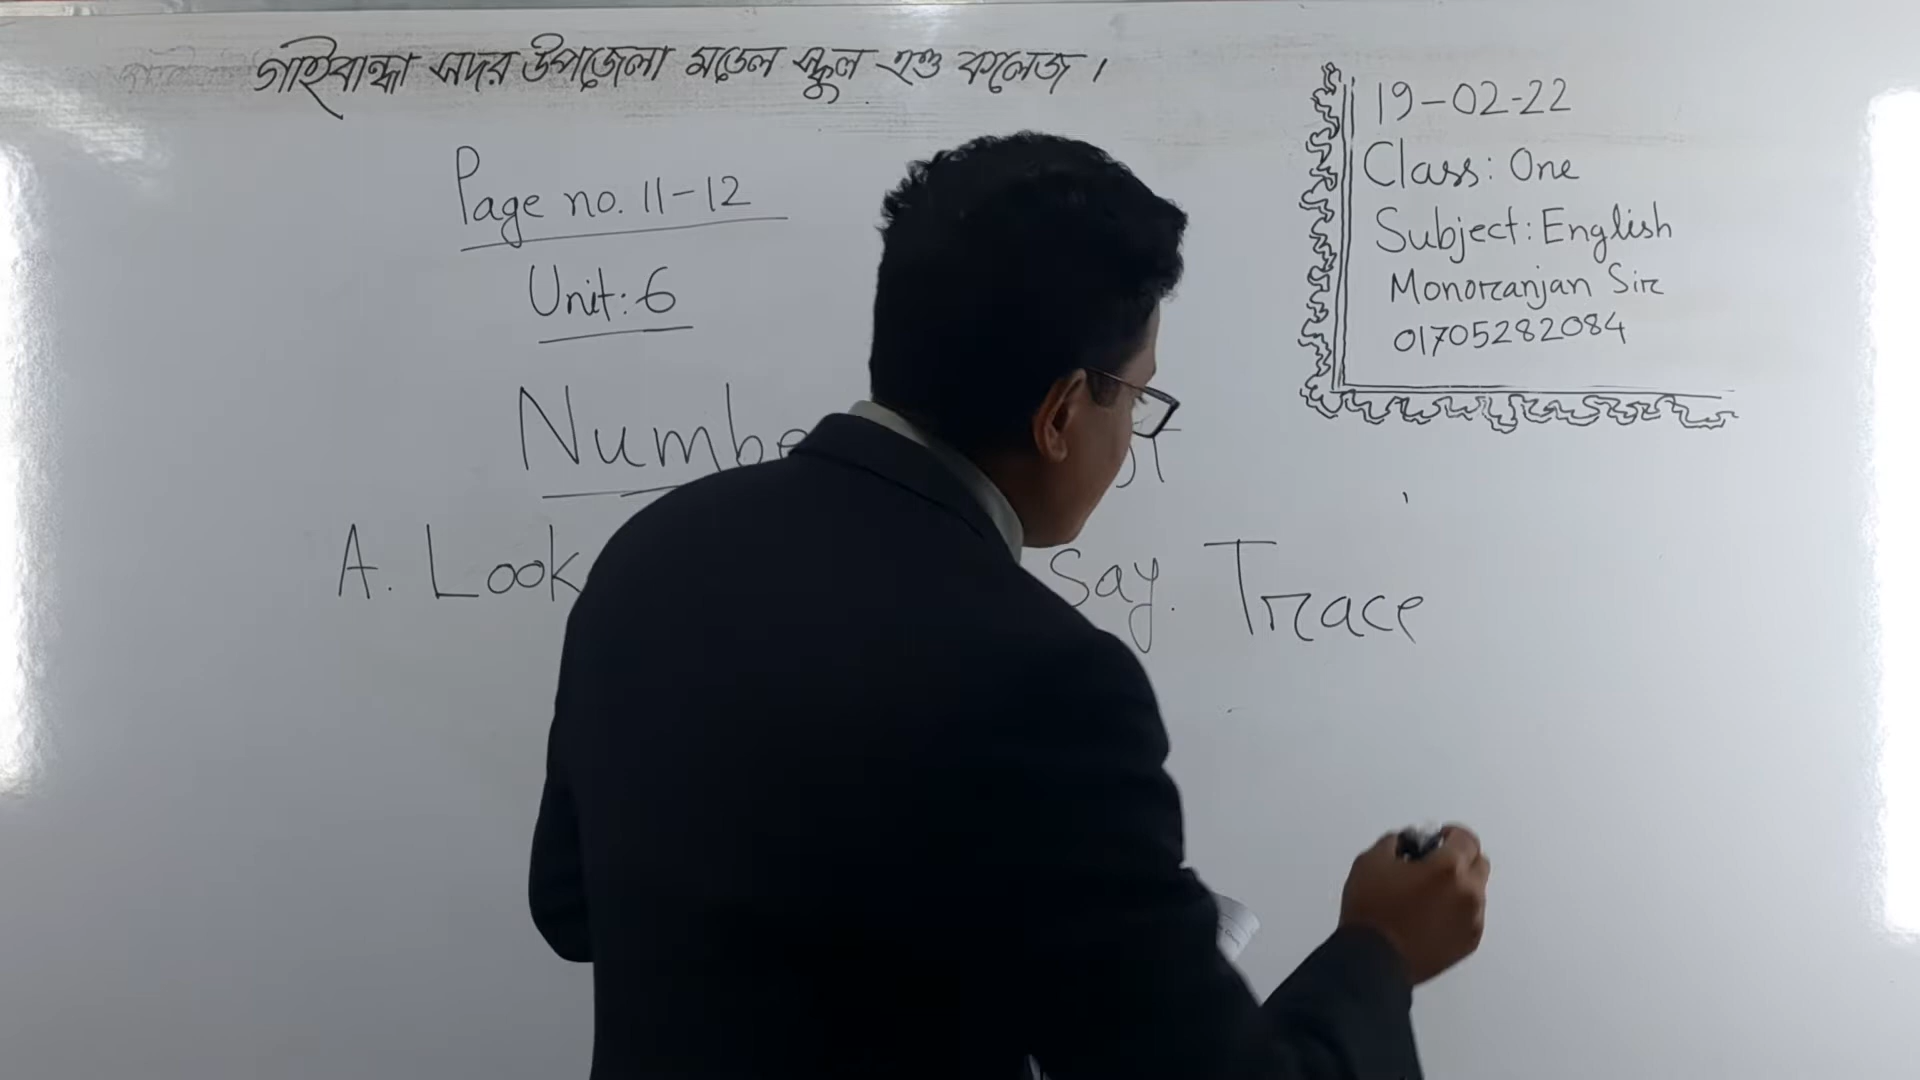 গাইবান্ধা সদর উপজেলা মডেল স্কুল এণ্ড কলেজ।
19-02-22
Class: One
Subject: English
Monoranjan Sir
01705282084
Page no. 11-12
Unit: 6
A. Look Say. Trace